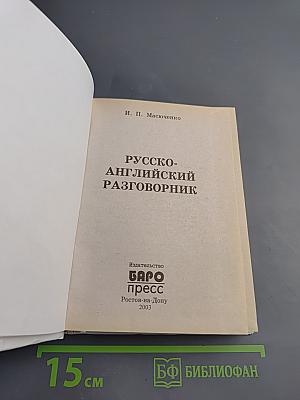 И. П. Масюченко
РУССКО-
АНГЛИЙСКИЙ
РАЗГОВОРНИК
Издательство
БАРО
пресс
Ростов-на-Дону
2003
15 см
БФ БИБЛИОФАН